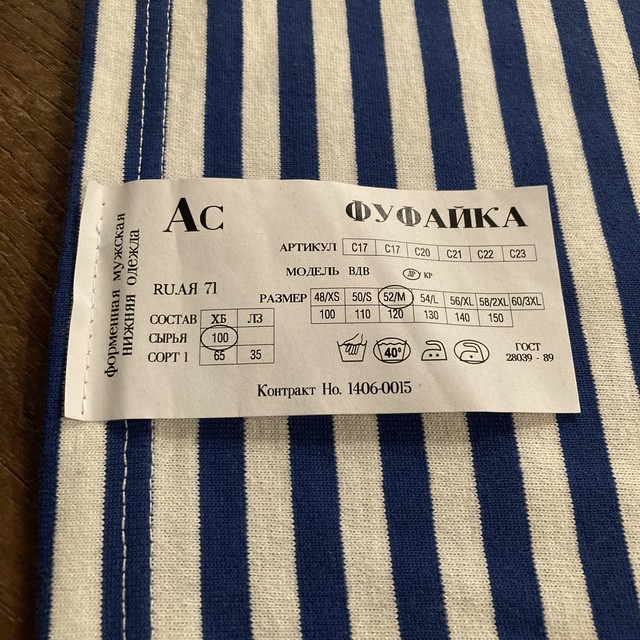 форменная мужская
нижняя одежда
Ас
ФУФАЙКА
АРТИКУЛ С17 С17 С20 С21 С22 С23
МОДЕЛЬ ВДВ ДР КР
RU.АЯ 71
РАЗМЕР 48/XS 50/S 52/M 54/L 56/XL 58/2XL 60/3XL
100 110 120 130 140 150
СОСТАВ ХБ ЛЗ
СЫРЬЯ 100
СОРТ 1 65 35
40°
ГОСТ
28039 - 89
Контракт Но. 1406-0015